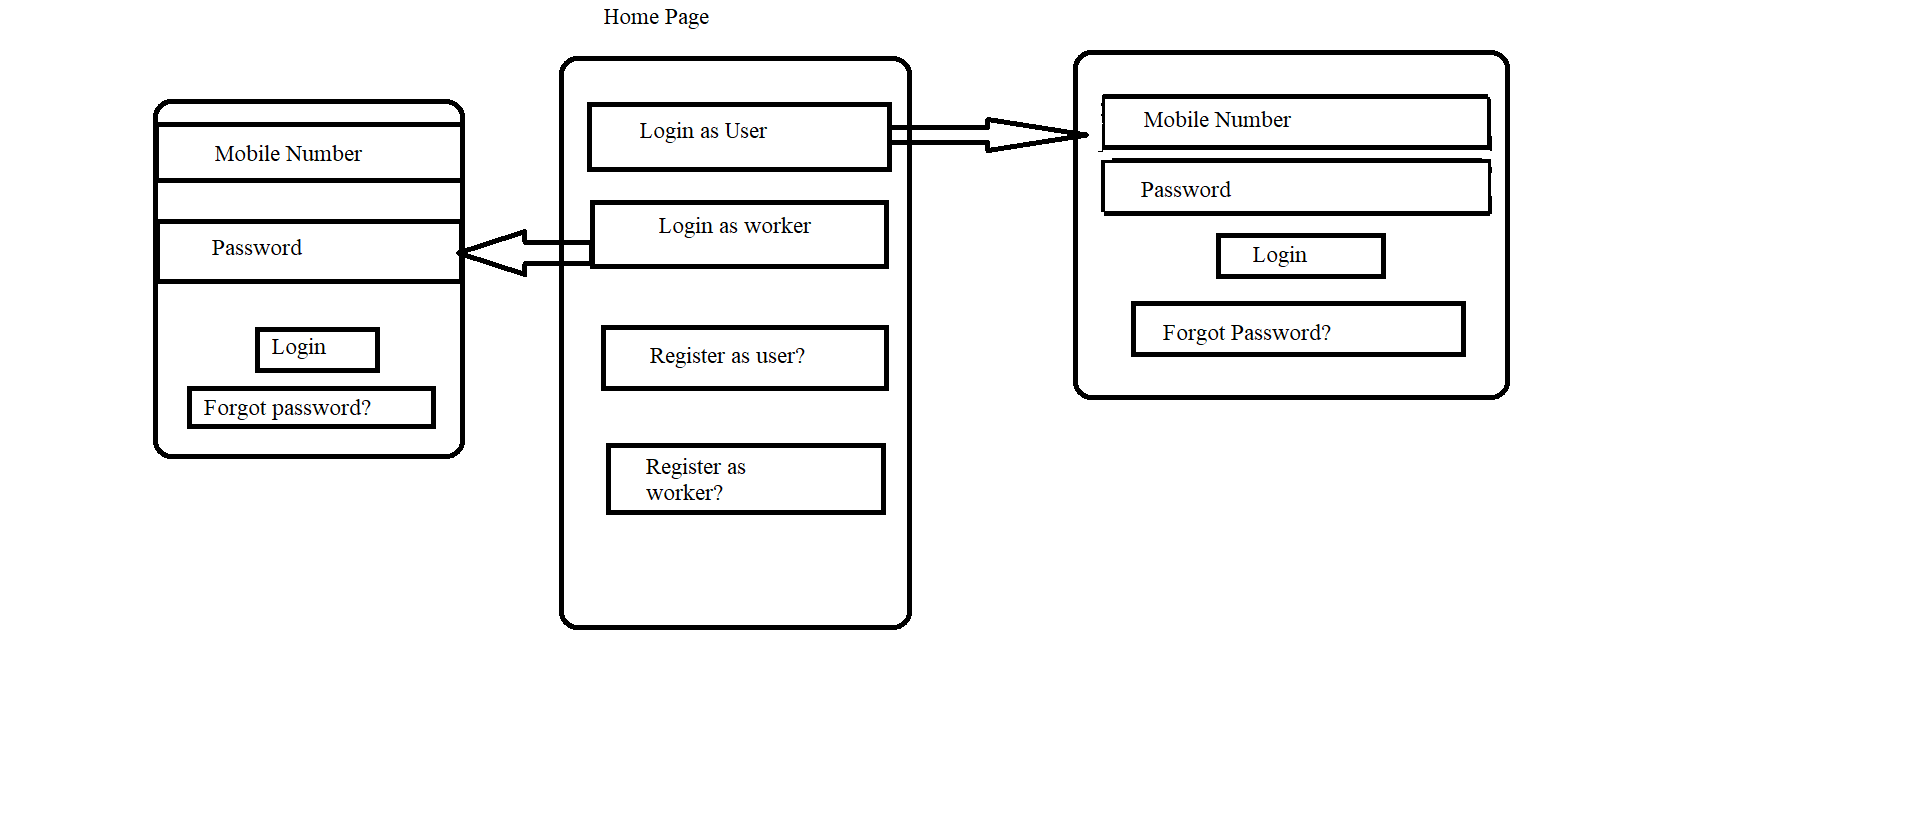 Home Page
Mobile Number
Password
Login
Forgot password?
Login as User
Login as worker
Register as user?
Register as
worker?
Mobile Number
Password
Login
Forgot Password?